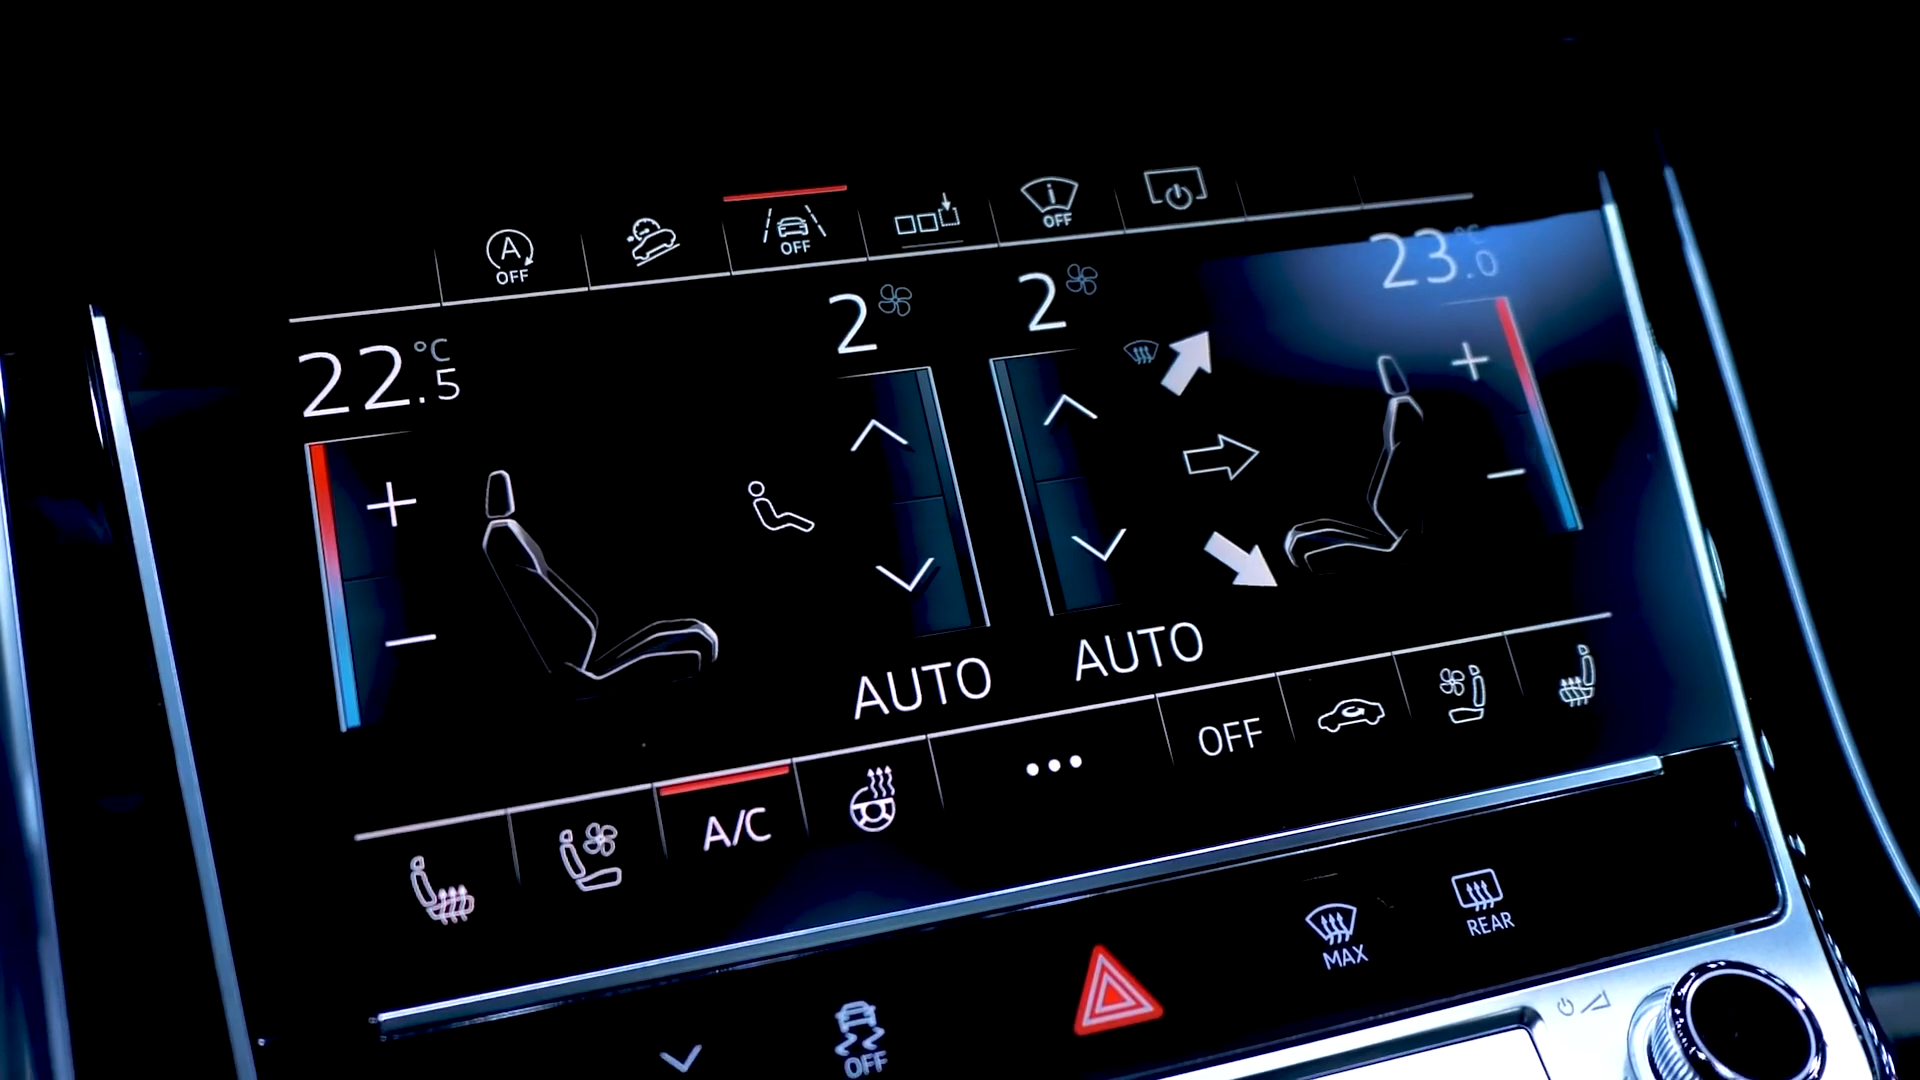 A
OFF
OFF
i
OFF
22.5 °C
2
2
23.0 °C
AUTO
AUTO
A/C
OFF
MAX
REAR
OFF